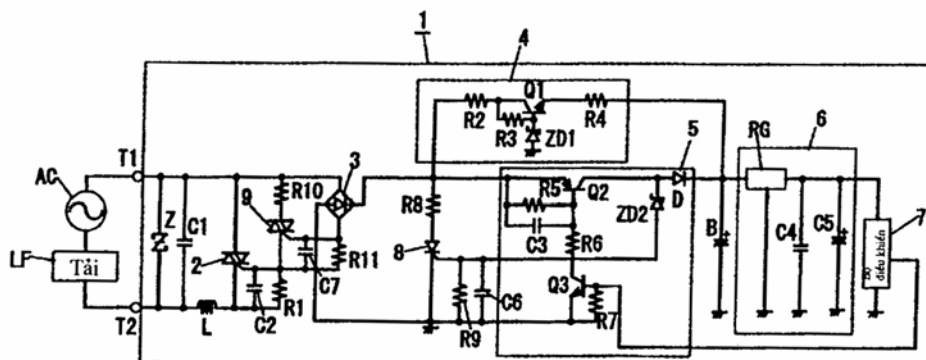 1
4
Q1
R2
R4
R3
ZD1
5
RG
6
T1
3
AC
R10
9
R5
Q2
ZD2
D
R8
Z
C1
C3
B
C4
C5
7
2
R11
8
R6
LF
Tải
C7
Q3
Bộ
điều khiển
T2
L
C2
R1
R9
C6
R7